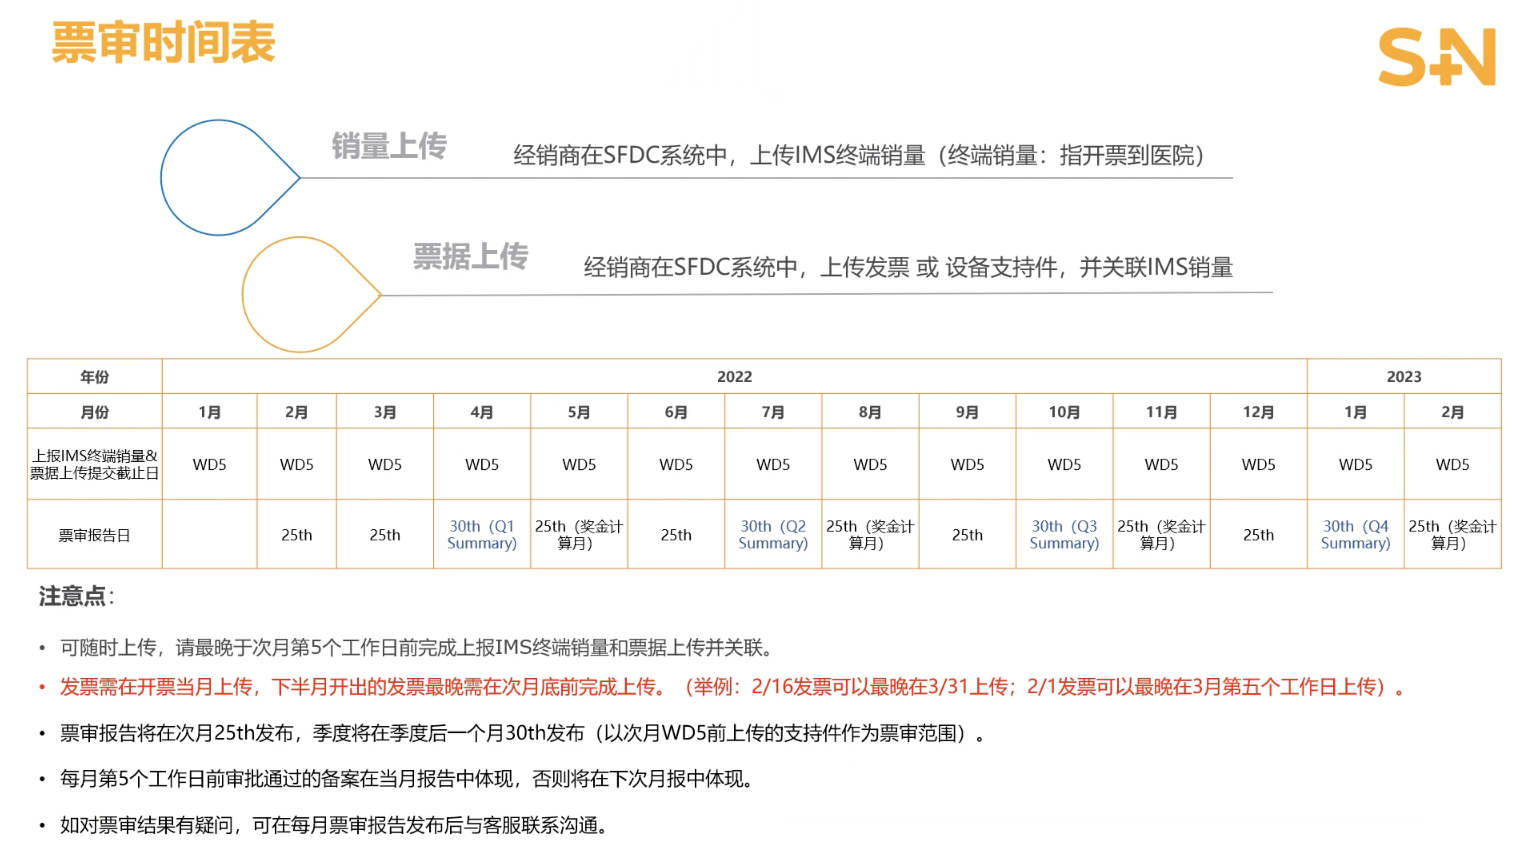 票审时间表
S+N
销量上传
经销商在SFDC系统中，上传IMS终端销量（终端销量：指开票到医院）
票据上传
经销商在SFDC系统中，上传发票 或 设备支持件，并关联IMS销量
年份 2022 2023
月份 1月 2月 3月 4月 5月 6月 7月 8月 9月 10月 11月 12月 1月 2月
上报IMS终端销量&
票据上传提交截止日 WD5 WD5 WD5 WD5 WD5 WD5 WD5 WD5 WD5 WD5 WD5 WD5 WD5 WD5
票审报告日 25th 25th 30th（Q1 Summary) 25th（奖金计算月） 25th 30th（Q2 Summary) 25th（奖金计算月） 25th 30th（Q3 Summary) 25th（奖金计算月） 25th 30th（Q4 Summary) 25th（奖金计算月）
注意点：
• 可随时上传，请最晚于次月第5个工作日前完成上报IMS终端销量和票据上传并关联。
• 发票需在开票当月上传，下半月开出的发票最晚需在次月底前完成上传。（举例：2/16发票可以最晚在3/31上传；2/1发票可以最晚在3月第五个工作日上传）。
• 票审报告将在次月25th发布，季度将在季度后一个月30th发布（以次月WD5前上传的支持件作为票审范围）。
• 每月第5个工作日前审批通过的备案在当月报告中体现，否则将在下次月报中体现。
• 如对票审结果有疑问，可在每月票审报告发布后与客服联系沟通。